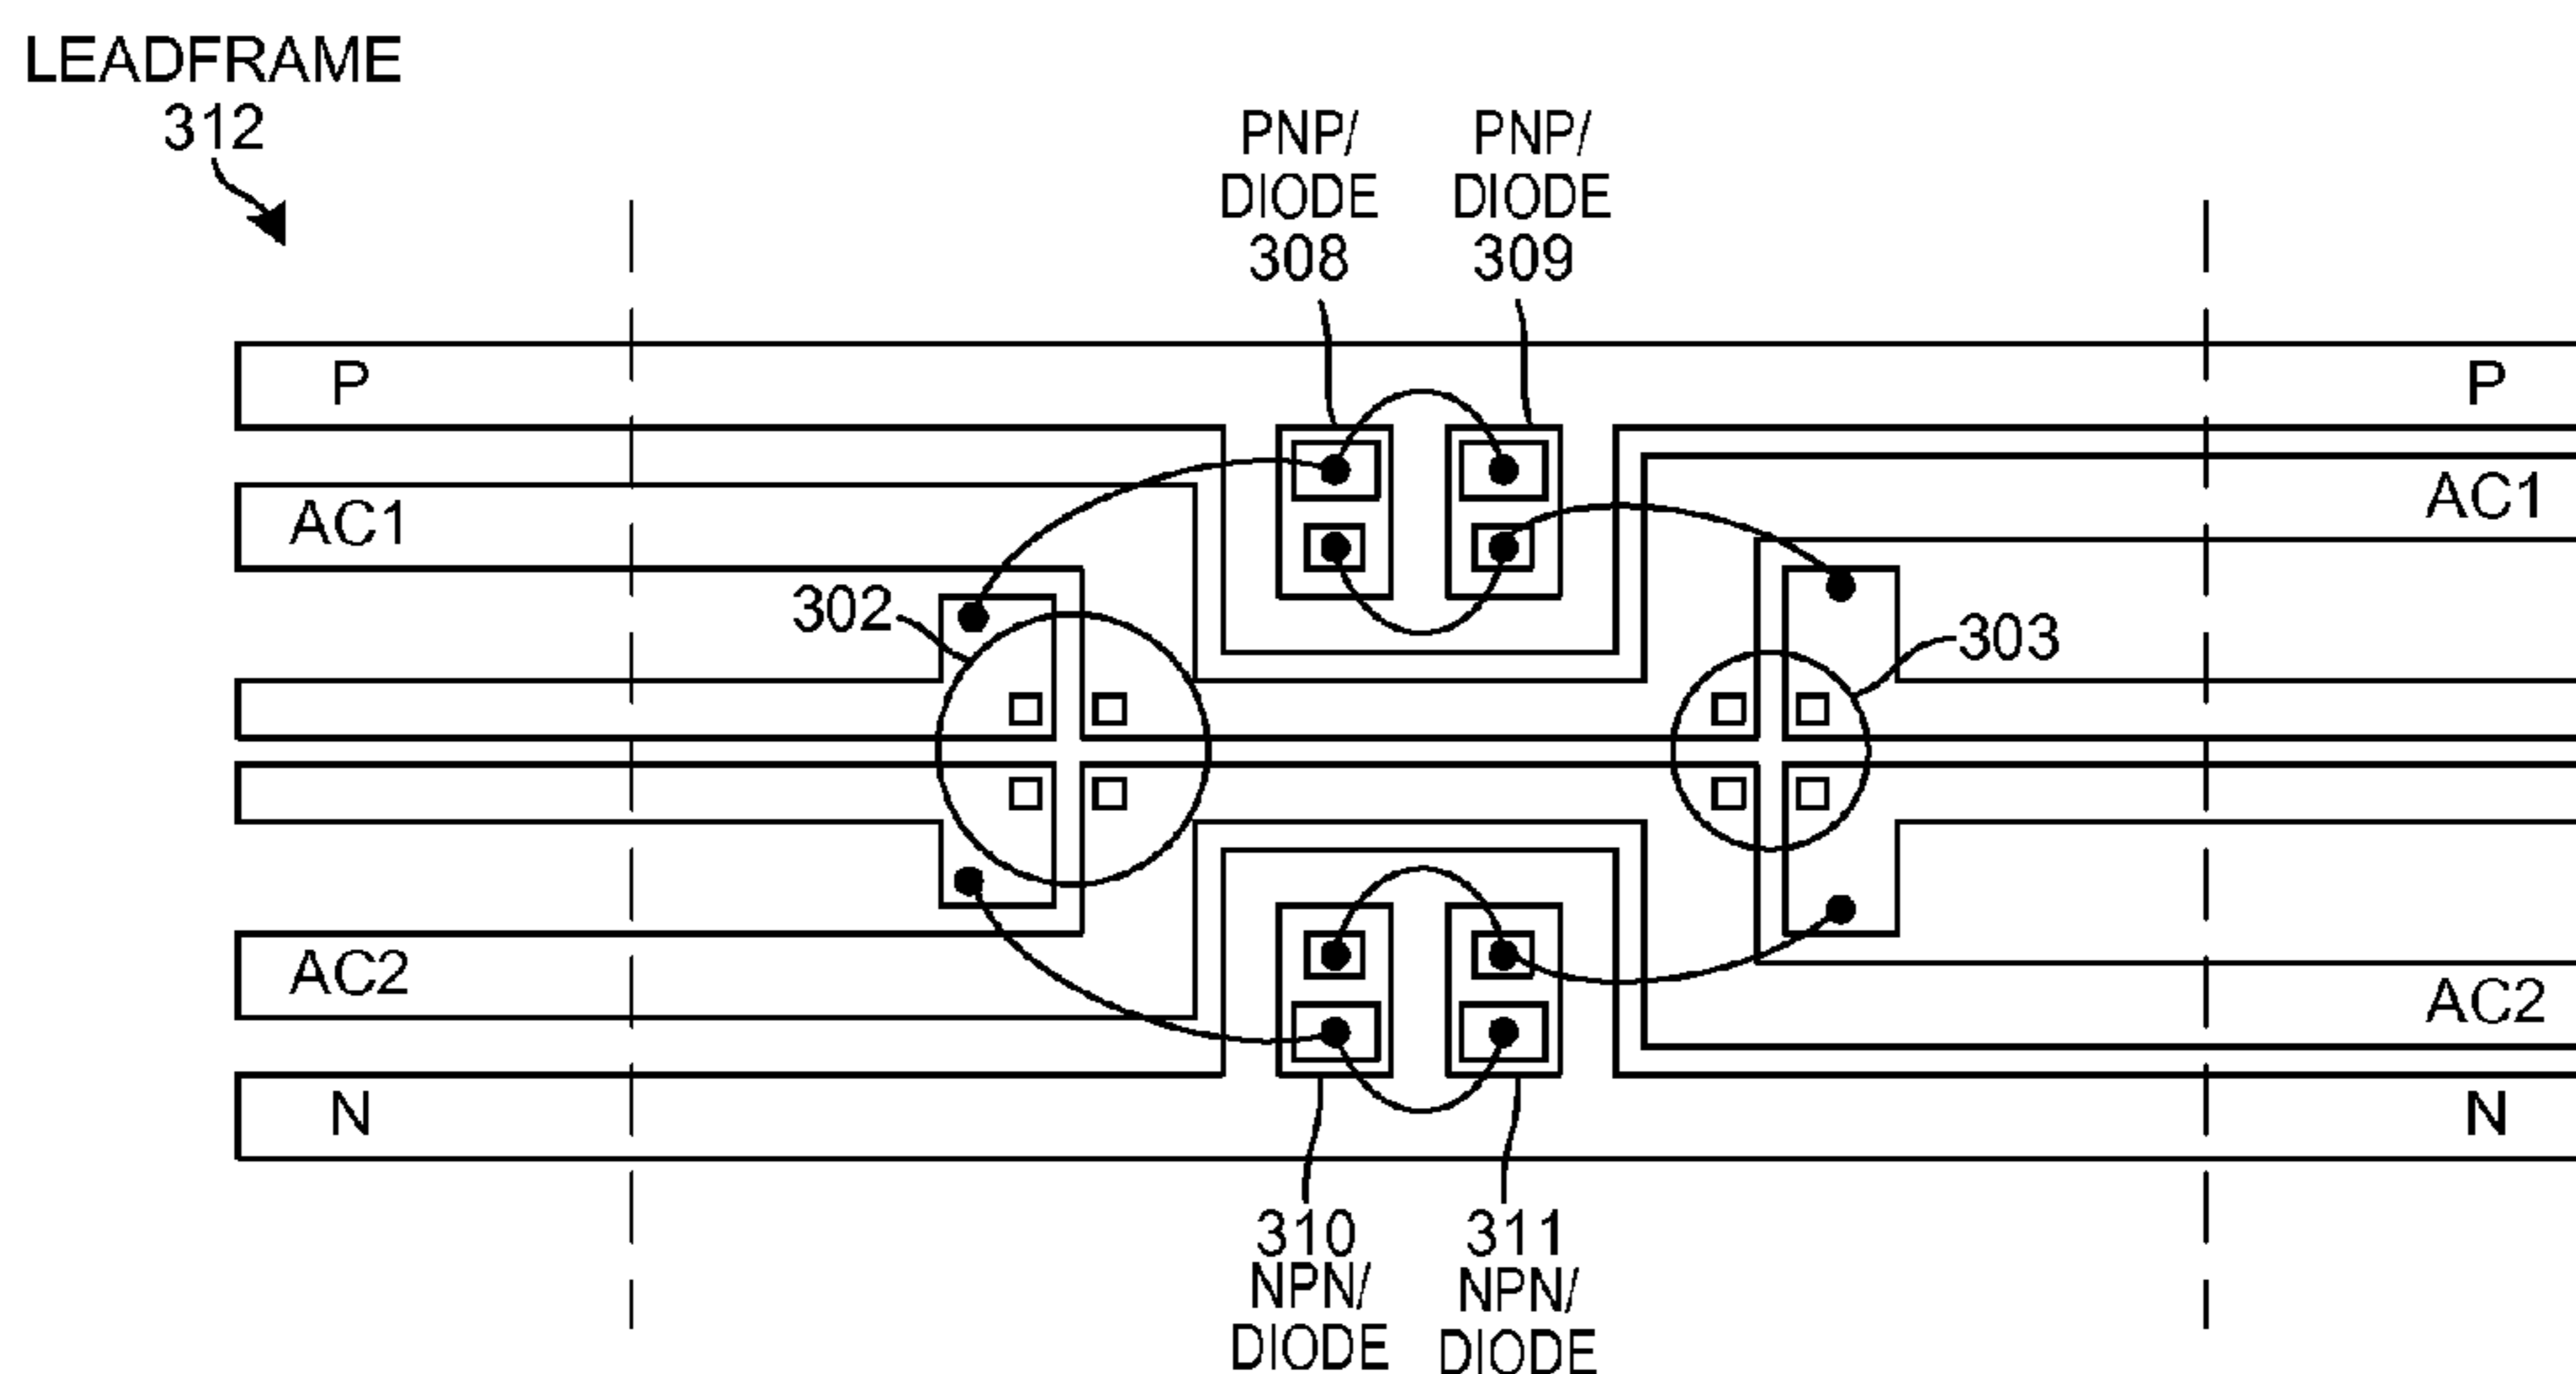 LEADFRAME
312
PNP/
DIODE
308
PNP/
DIODE
309
P
P
AC1
AC1
302
303
AC2
AC2
N
N
310
NPN/
DIODE
311
NPN/
DIODE